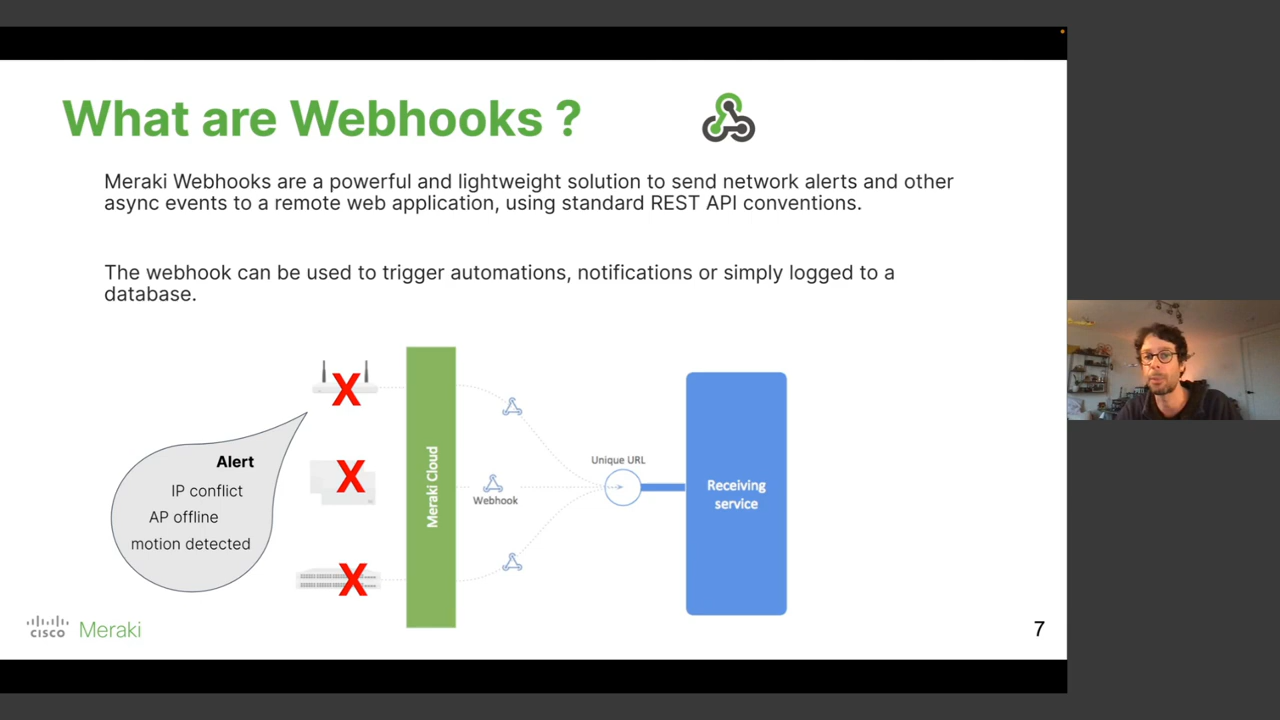 What are Webhooks ?
Meraki Webhooks are a powerful and lightweight solution to send network alerts and other
async events to a remote web application, using standard REST API conventions.
The webhook can be used to trigger automations, notifications or simply logged to a
database.
X
X
X
Alert
IP conflict
AP offline
motion detected
Meraki Cloud
Webhook
Unique URL
Receiving
service
CISCO Meraki
7